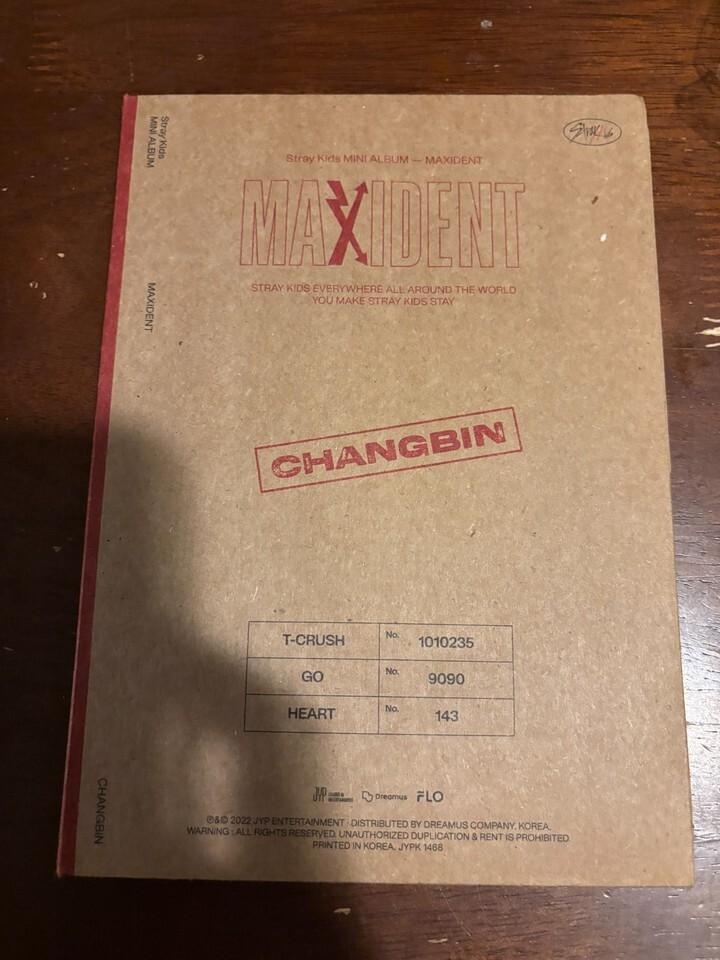 Stray Kids
MINI ALBUM
MAXIDENT
CHANGBIN
Stray Kids MINI ALBUM — MAXIDENT
MAXIDENT
STRAY KIDS EVERYWHERE ALL AROUND THE WORLD
YOU MAKE STRAY KIDS STAY
CHANGBIN
T-CRUSH No. 1010235
GO No. 9090
HEART No. 143
JYP Dreamus FLO
℗&© 2022 JYP ENTERTAINMENT · DISTRIBUTED BY DREAMUS COMPANY. KOREA.
WARNING : ALL RIGHTS RESERVED. UNAUTHORIZED DUPLICATION & RENT IS PROHIBITED
PRINTED IN KOREA. JYPK 1468